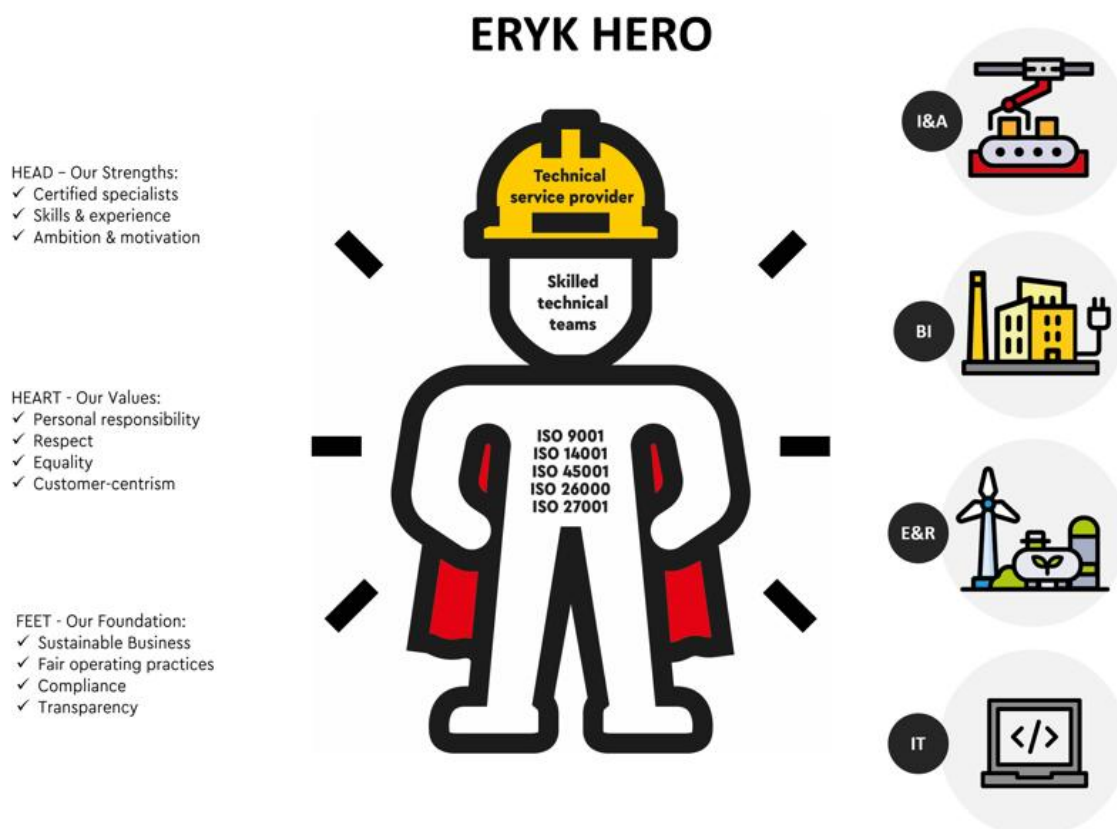 ERYK HERO
HEAD – Our Strengths:
✓ Certified specialists
✓ Skills & experience
✓ Ambition & motivation
HEART - Our Values:
✓ Personal responsibility
✓ Respect
✓ Equality
✓ Customer-centrism
FEET - Our Foundation:
✓ Sustainable Business
✓ Fair operating practices
✓ Compliance
✓ Transparency
Technical
service provider
Skilled
technical
teams
ISO 9001
ISO 14001
ISO 45001
ISO 26000
ISO 27001
I&A
BI
E&R
IT
</>